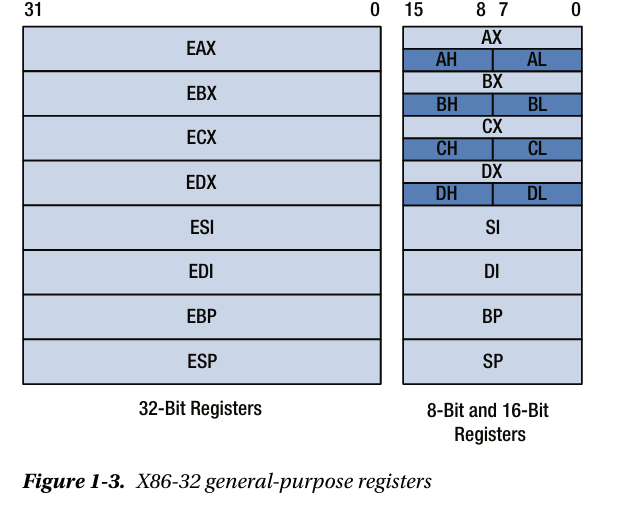 31 0 15 8 7 0
EAX
AX
AH AL
EBX
BX
BH BL
ECX
CX
CH CL
EDX
DX
DH DL
ESI SI
EDI DI
EBP BP
ESP SP
32-Bit Registers
8-Bit and 16-Bit
Registers
Figure 1-3. X86-32 general-purpose registers